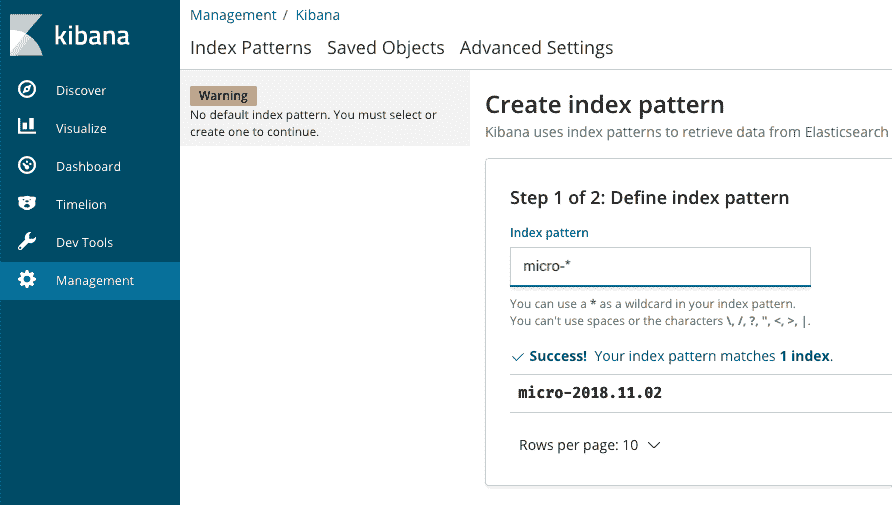 kibana
Discover
Visualize
Dashboard
Timelion
Dev Tools
Management
Management / Kibana
Index Patterns Saved Objects Advanced Settings
Warning
No default index pattern. You must select or
create one to continue.
Create index pattern
Kibana uses index patterns to retrieve data from Elasticsearch
Step 1 of 2: Define index pattern
Index pattern
micro-*
You can use a * as a wildcard in your index pattern.
You can't use spaces or the characters \, /, ?, ", <, >, |.
Success! Your index pattern matches 1 index.
micro-2018.11.02
Rows per page: 10